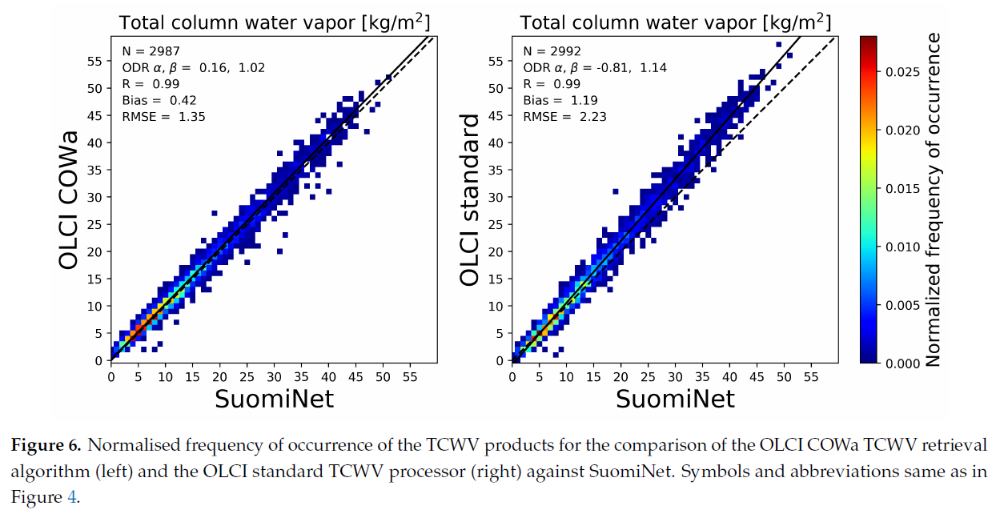 Total column water vapor [kg/m²]
N = 2987
ODR α, β = 0.16, 1.02
R = 0.99
Bias = 0.42
RMSE = 1.35
OLCI COWa
55
50
45
40
35
30
25
20
15
10
5
0
0 5 10 15 20 25 30 35 40 45 50 55
SuomiNet
Total column water vapor [kg/m²]
N = 2992
ODR α, β = -0.81, 1.14
R = 0.99
Bias = 1.19
RMSE = 2.23
OLCI standard
55
50
45
40
35
30
25
20
15
10
5
0
0 5 10 15 20 25 30 35 40 45 50 55
SuomiNet
0.025
0.020
0.015
0.010
0.005
0.000
Normalized frequency of occurrence
Figure 6. Normalised frequency of occurrence of the TCWV products for the comparison of the OLCI COWa TCWV retrieval
algorithm (left) and the OLCI standard TCWV processor (right) against SuomiNet. Symbols and abbreviations same as in
Figure 4.